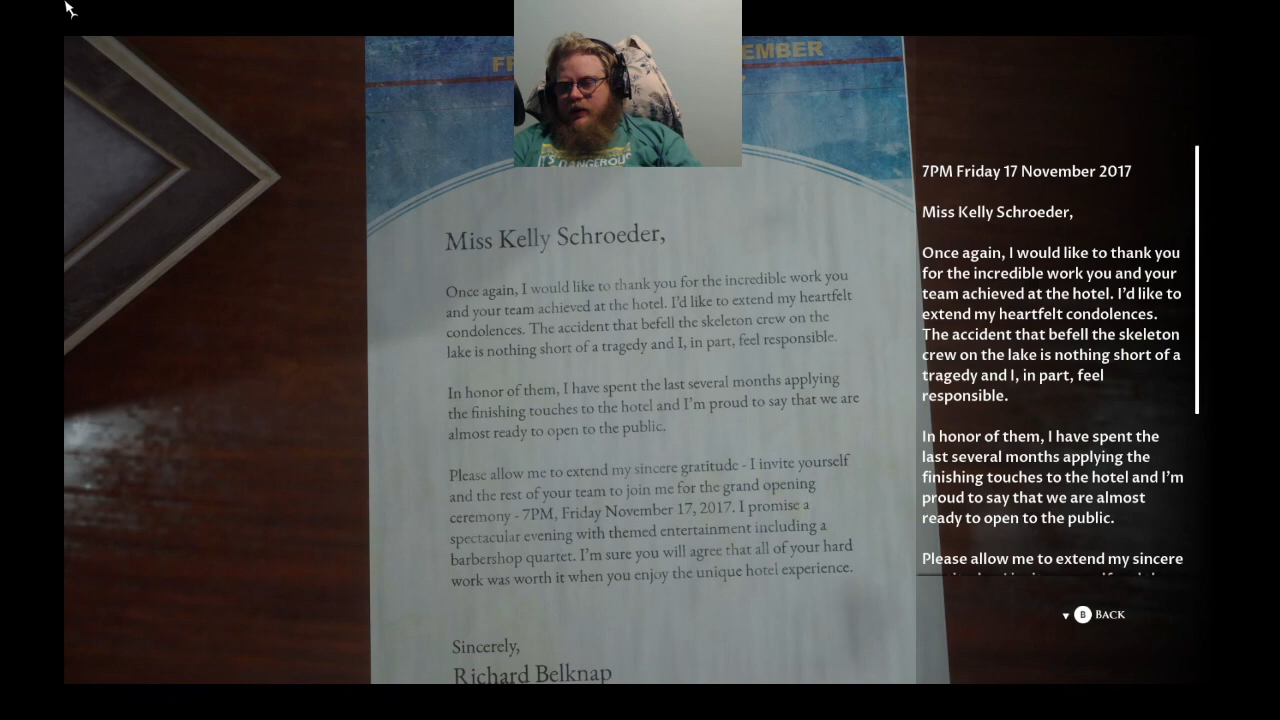 EMBER
IT'S DANGEROUS
Miss Kelly Schroeder,
Once again, I would like to thank you for the incredible work you
and your team achieved at the hotel. I'd like to extend my heartfelt
condolences. The accident that befell the skeleton crew on the
lake is nothing short of a tragedy and I, in part, feel responsible.
In honor of them, I have spent the last several months applying
the finishing touches to the hotel and I'm proud to say that we are
almost ready to open to the public.
Please allow me to extend my sincere gratitude - I invite yourself
and the rest of your team to join me for the grand opening
ceremony - 7PM, Friday November 17, 2017. I promise a
spectacular evening with themed entertainment including a
barbershop quartet. I'm sure you will agree that all of your hard
work was worth it when you enjoy the unique hotel experience.
Sincerely,
Richard Belknap
7PM Friday 17 November 2017
Miss Kelly Schroeder,
Once again, I would like to thank you
for the incredible work you and your
team achieved at the hotel. I'd like to
extend my heartfelt condolences.
The accident that befell the skeleton
crew on the lake is nothing short of a
tragedy and I, in part, feel
responsible.
In honor of them, I have spent the
last several months applying the
finishing touches to the hotel and I'm
proud to say that we are almost
ready to open to the public.
Please allow me to extend my sincere
B BACK